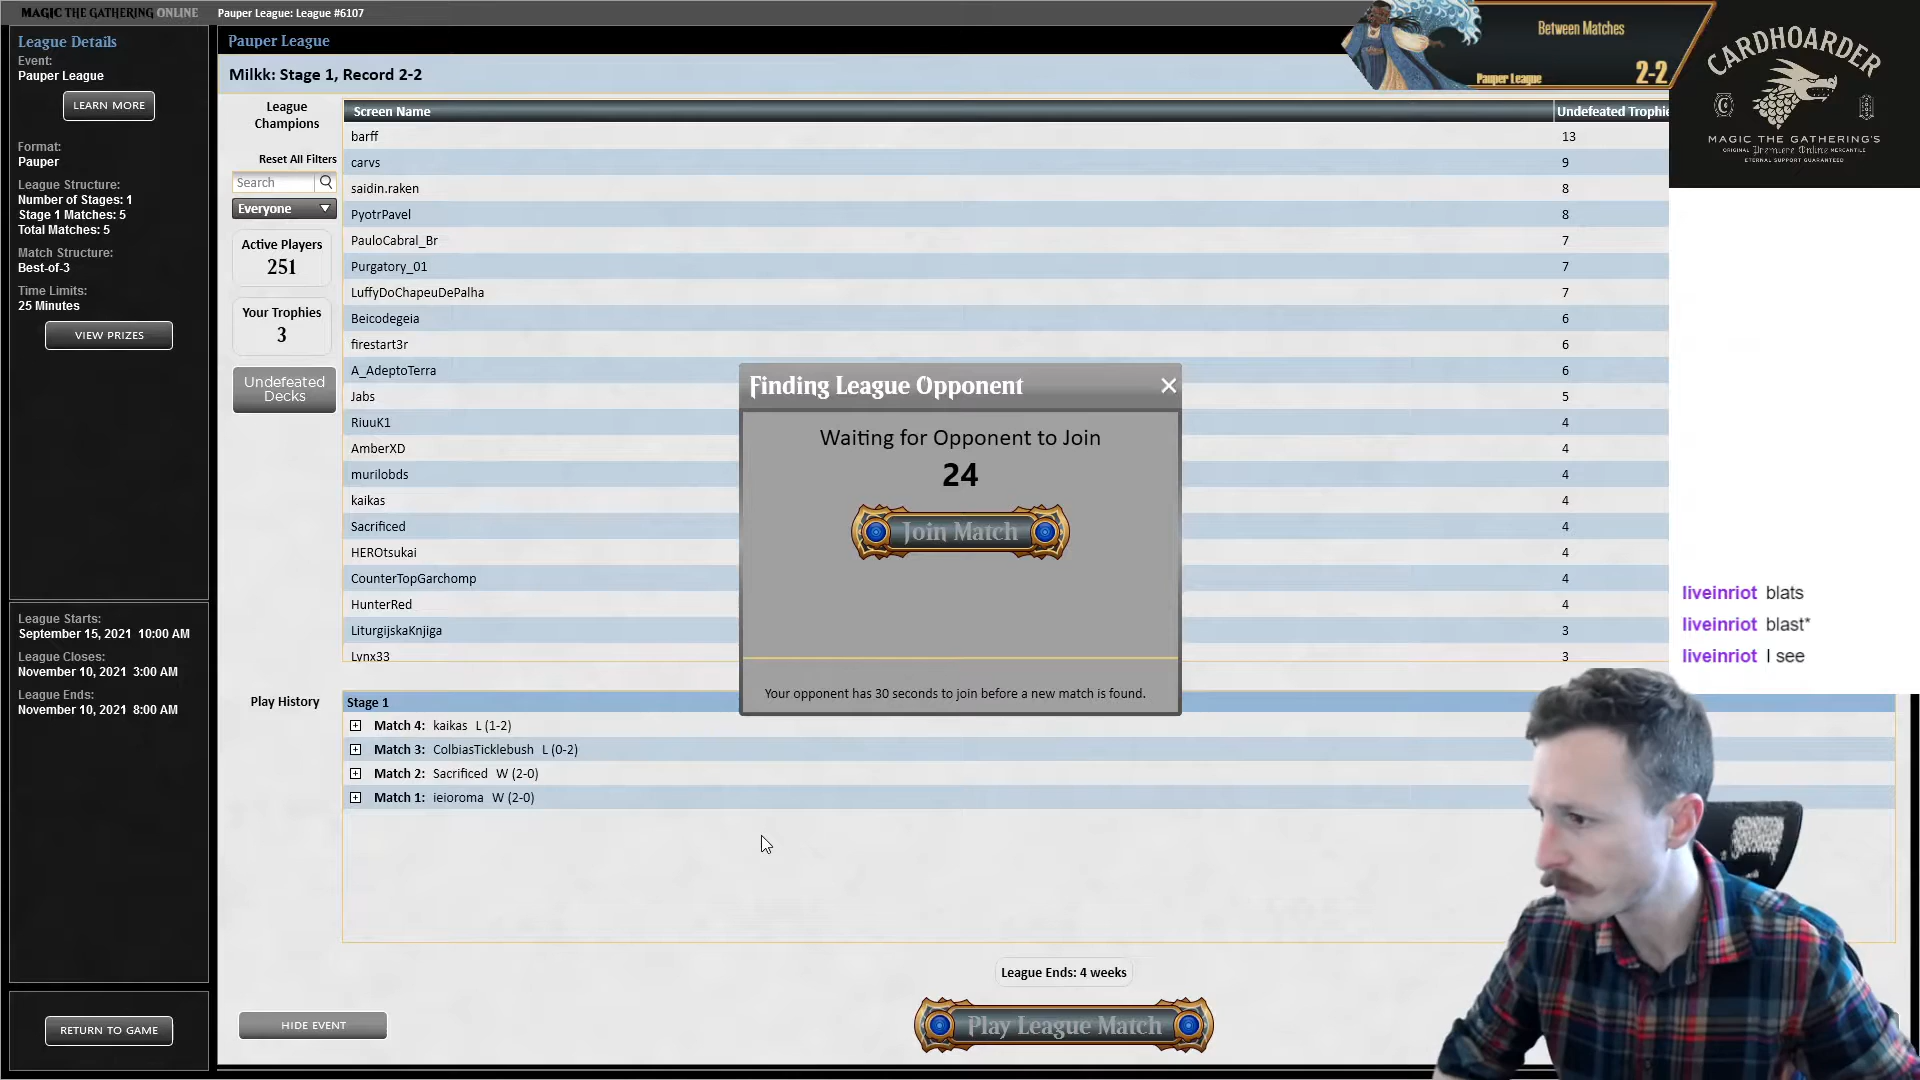 MAGIC THE GATHERING ONLINE
Pauper League: League #6107
League Details
Event:
Pauper League
LEARN MORE
Format:
Pauper
League Structure:
Number of Stages: 1
Stage 1 Matches: 5
Total Matches: 5
Match Structure:
Best-of-3
Time Limits:
25 Minutes
VIEW PRIZES
League Starts:
September 15, 2021 10:00 AM
League Closes:
November 10, 2021 3:00 AM
League Ends:
November 10, 2021 8:00 AM
RETURN TO GAME
Pauper League
Milkk: Stage 1, Record 2-2
League
Champions
Reset All Filters
Search
Everyone
Active Players
251
Your Trophies
3
Undefeated
Decks
Screen Name Undefeated Trophie
barff 13
carvs 9
saidin.raken 8
PyotrPavel 8
PauloCabral_Br 7
Purgatory_01 7
LuffyDoChapeuDePalha 7
Beicodegeia 6
firestart3r 6
A_AdeptoTerra 6
Jabs 5
RiuuK1 4
AmberXD 4
murilobds 4
kaikas 4
Sacrificed 4
HEROtsukai 4
CounterTopGarchomp 4
HunterRed 4
LiturgijskaKnjiga 3
Lynx33 3
Finding League Opponent
Waiting for Opponent to Join
24
Join Match
Your opponent has 30 seconds to join before a new match is found.
Play History
Stage 1
Match 4: kaikas L (1-2)
Match 3: ColbiasTicklebush L (0-2)
Match 2: Sacrificed W (2-0)
Match 1: ieioroma W (2-0)
League Ends: 4 weeks
HIDE EVENT
Play League Match
Between Matches
Pauper League 2-2
CARDHOARDER
MAGIC THE GATHERING'S
ORIGINAL Premiere Online MERCANTILE
ETERNAL SUPPORT GUARANTEED
liveinriot blats
liveinriot blast*
liveinriot I see